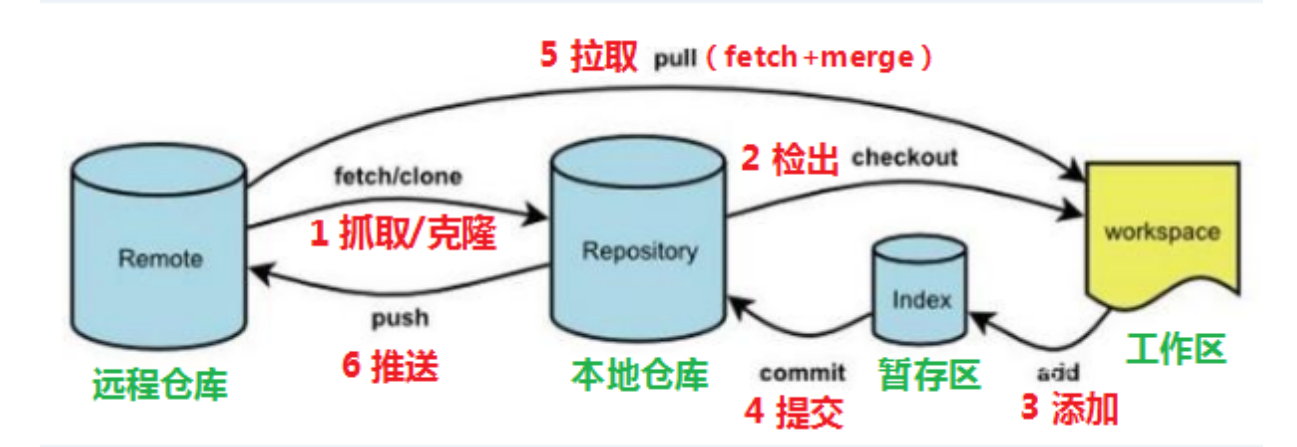 5 拉取 pull（fetch+merge）
2 检出 checkout
fetch/clone
1 抓取/克隆
Remote
Repository
workspace
Index
push
6 推送
远程仓库
本地仓库
commit
4 提交
暂存区
add
3 添加
工作区